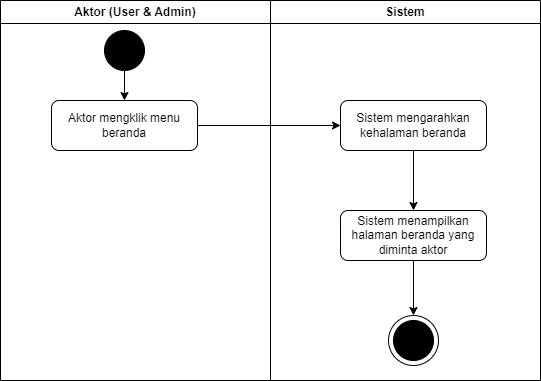 Aktor (User & Admin)
Sistem
Aktor mengklik menu
beranda
Sistem mengarahkan
kehalaman beranda
Sistem menampilkan
halaman beranda yang
diminta aktor